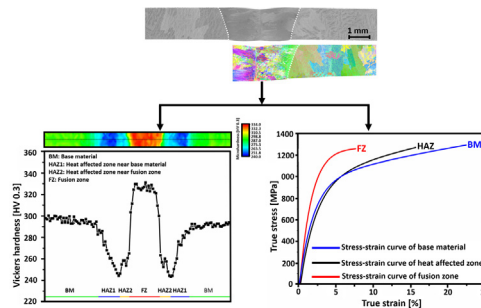 1 mm
BM: Base material
HAZ1: Heat affected zone near base material
HAZ2: Heat affected zone near fusion zone
FZ: Fusion zone
Vickers hardness [HV 0.3]
360
340
320
300
280
260
240
BM HAZ1 HAZ2 FZ HAZ2 HAZ1 BM
True stress [MPa]
1400
1200
1000
800
600
400
200
0
FZ HAZ BM
Stress-strain curve of base material
Stress-strain curve of heat affected zone
Stress-strain curve of fusion zone
0 5 10 15 20 25
True strain [%]